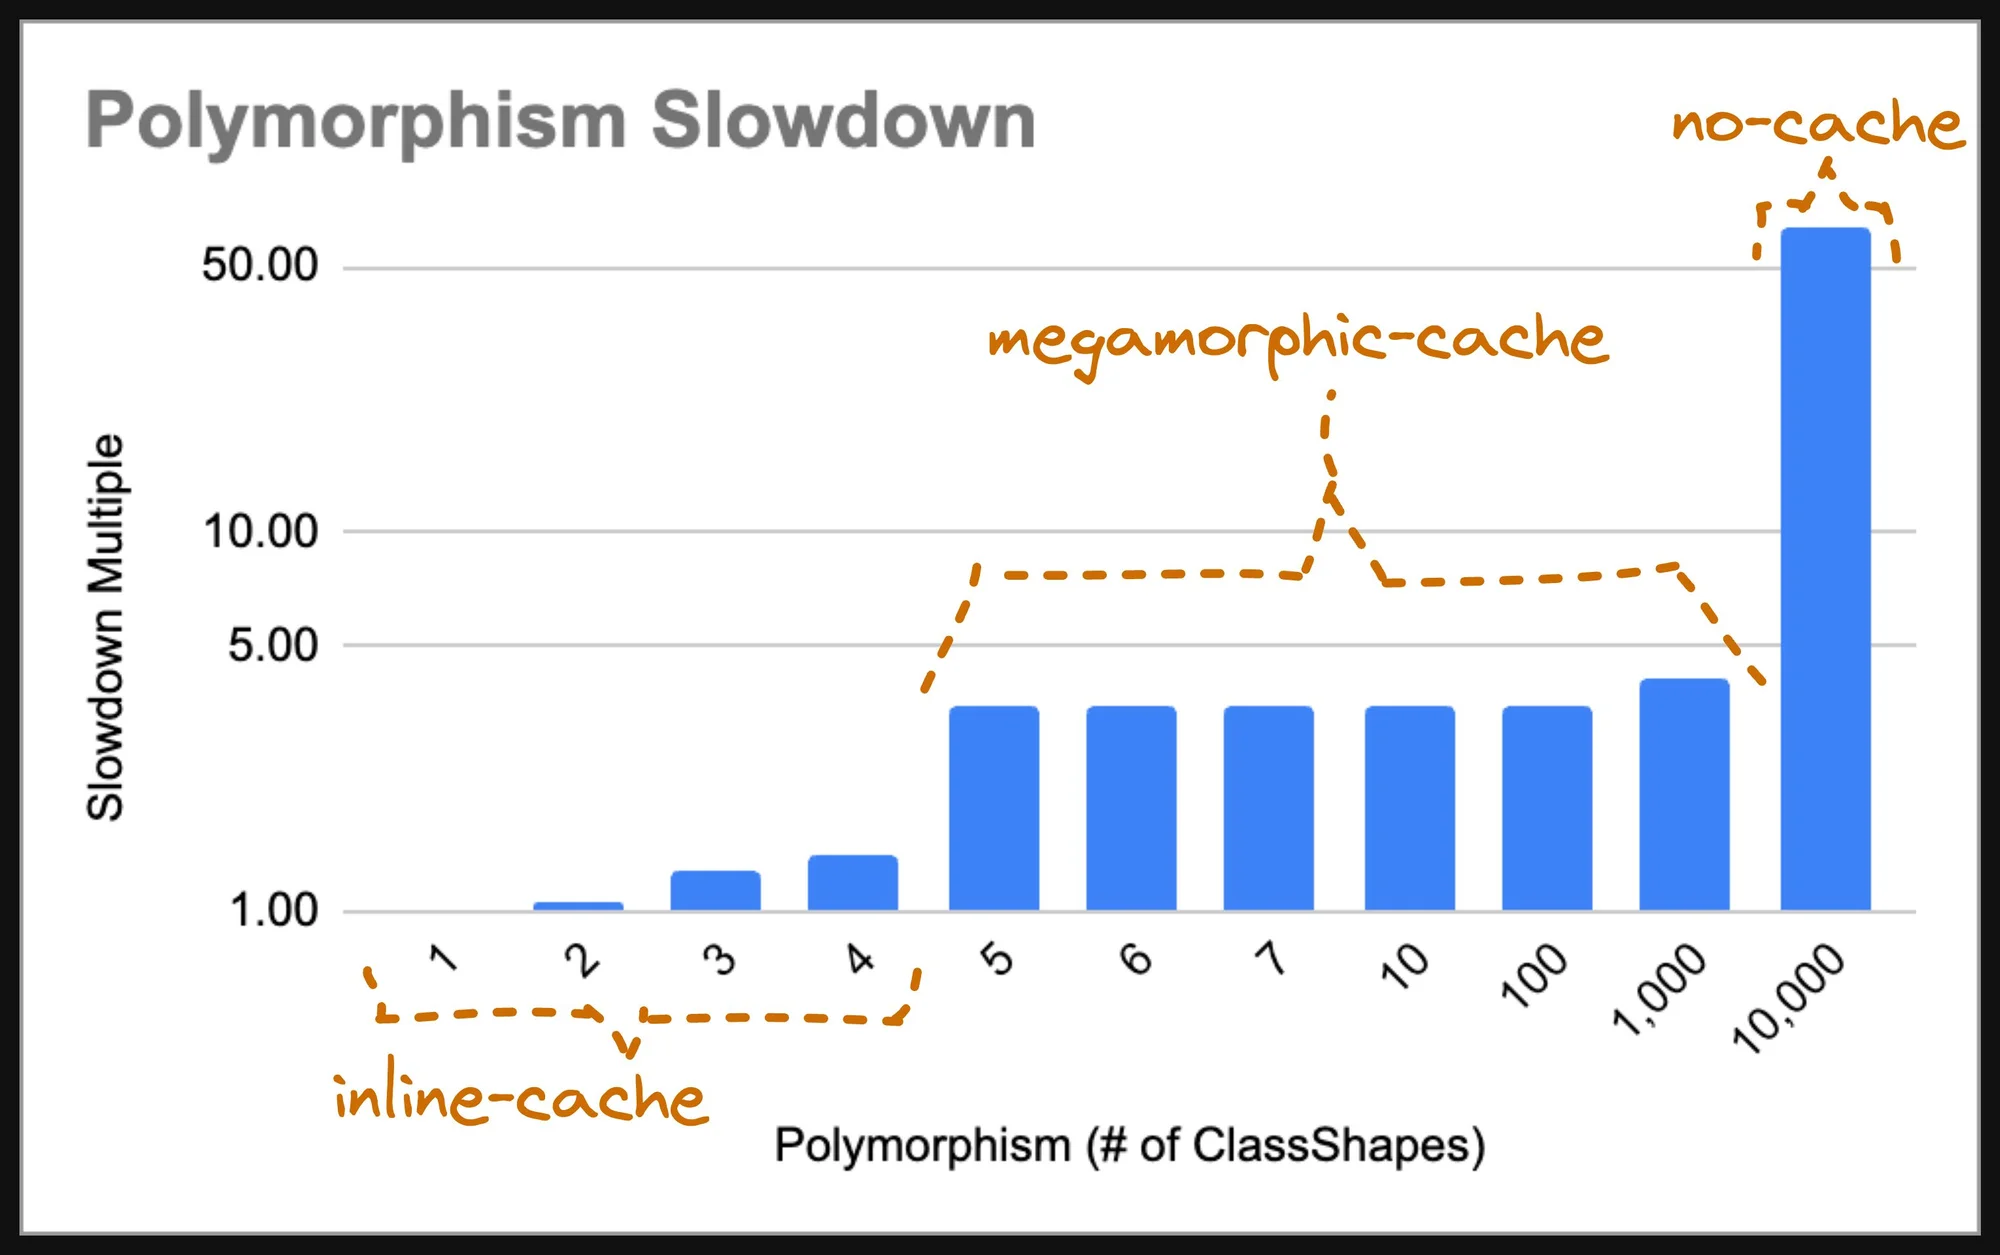 Polymorphism Slowdown
no-cache
50.00
megamorphic-cache
10.00
5.00
1.00
Slowdown Multiple
1
2
3
4
5
6
7
10
100
1,000
10,000
inline-cache
Polymorphism (# of ClassShapes)